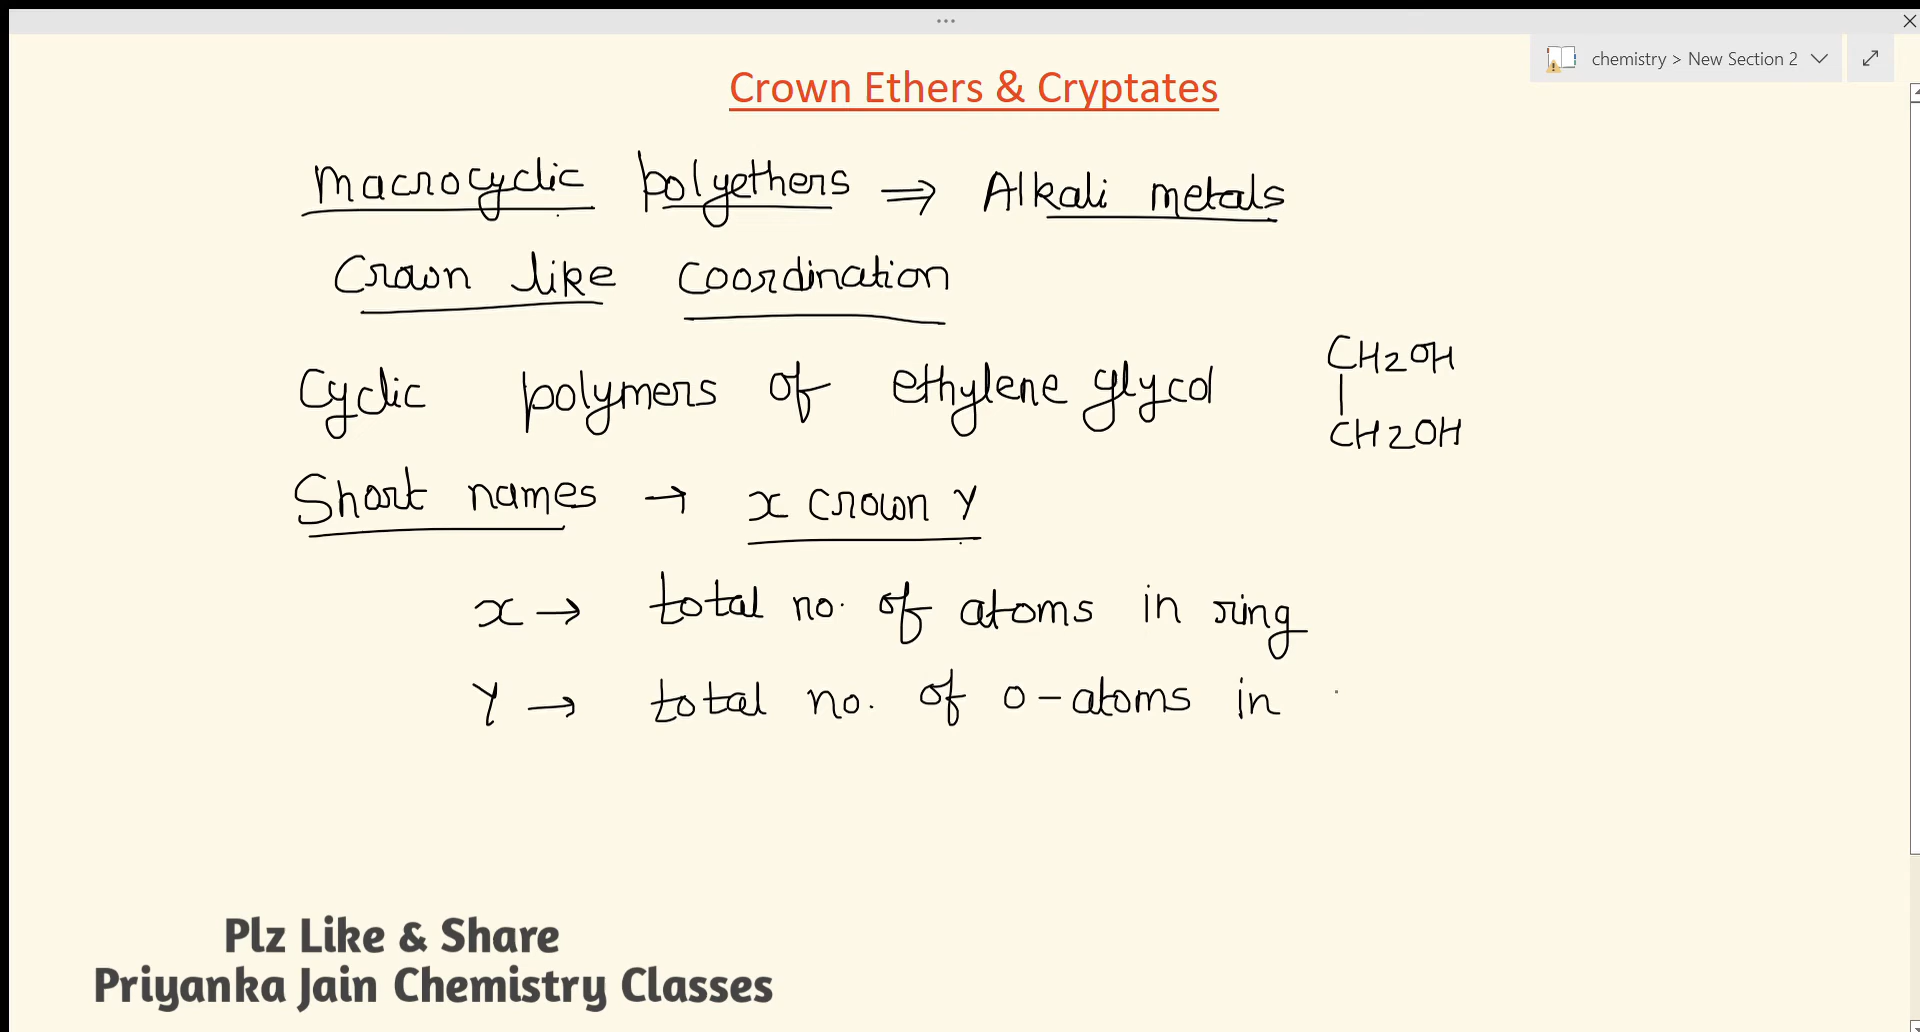 chemistry > New Section 2
Crown Ethers & Cryptates
Macrocyclic polyethers ⇒ Alkali metals
Crown like coordination
Cyclic polymers of ethylene glycol
CH2OH
|
CH2OH
Short names → x crown Y
x → total no. of atoms in ring
Y → total no. of o-atoms in
Plz Like & Share
Priyanka Jain Chemistry Classes